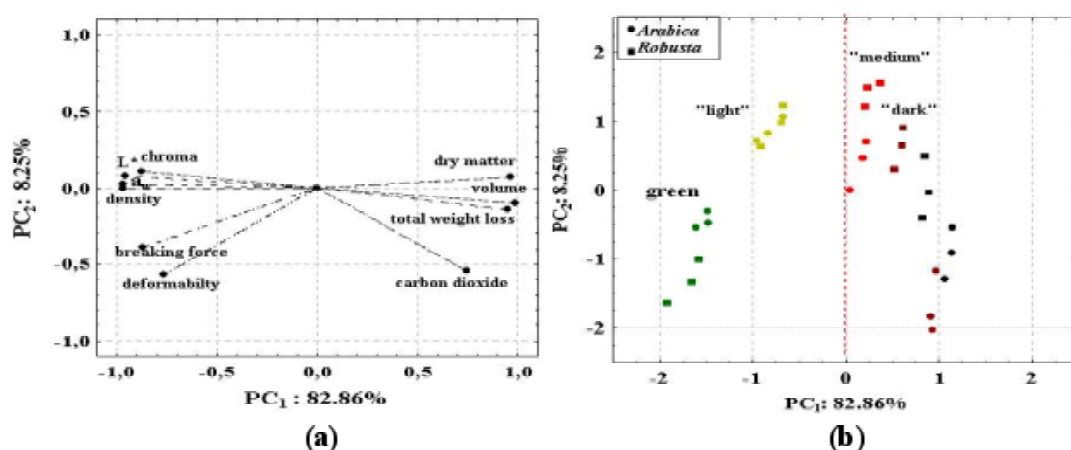 1,0
0,5
0,0
-0,5
-1,0
PC2: 8.25%
L*
chroma
aw
density
breaking force
deformabilty
dry matter
volume
total weight loss
carbon dioxide
-1,0 -0,5 0,0 0,5 1,0
PC1 : 82.86%
(a)
Arabica
Robusta
2
1
0
-1
-2
PC2: 8.25%
"light"
"medium"
"dark"
green
-2 -1 0 1 2
PC1: 82.86%
(b)